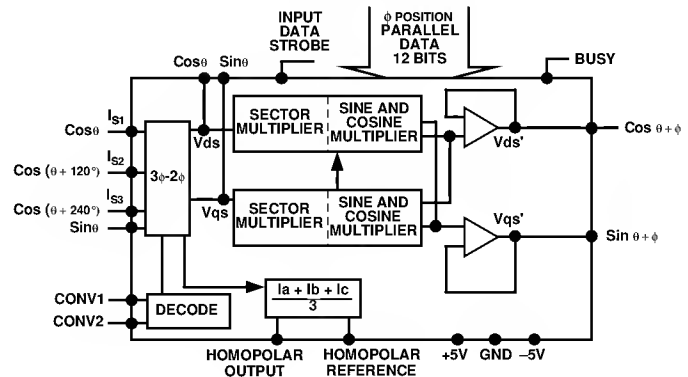 INPUT
DATA
STROBE
ϕ POSITION
PARALLEL
DATA
12 BITS
BUSY
Cosθ
Sinθ
IS1
Cosθ
IS2
Cos (θ + 120°)
IS3
Cos (θ + 240°)
Sinθ
3ϕ-2ϕ
Vds
Vqs
SECTOR
MULTIPLIER
SINE AND
COSINE
MULTIPLIER
SECTOR
MULTIPLIER
SINE AND
COSINE
MULTIPLIER
Vds'
Cos θ + ϕ
Vqs'
Sin θ + ϕ
CONV1
CONV2
DECODE
Ia + Ib + Ic
3
HOMOPOLAR
OUTPUT
HOMOPOLAR
REFERENCE
+5V
GND
–5V